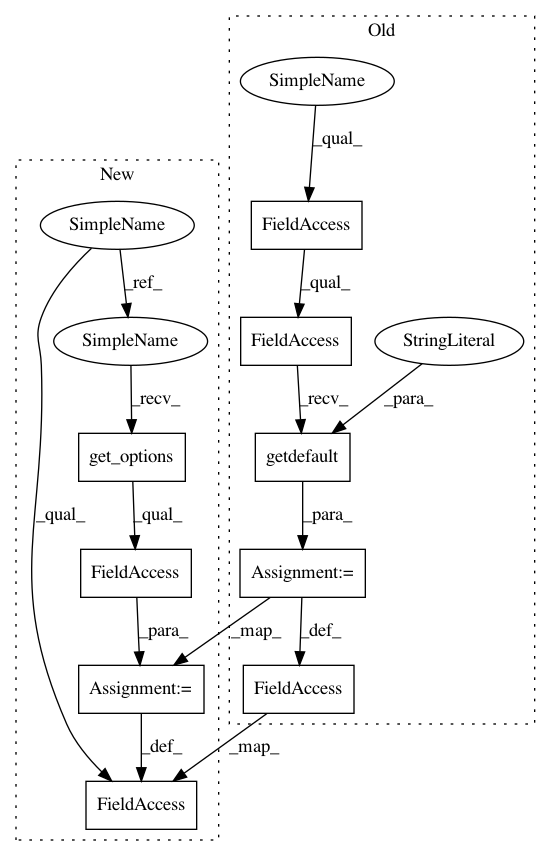 Old
SimpleName
_qual_
New
SimpleName
FieldAccess
_ref_
_qual_
SimpleName
FieldAccess
StringLiteral
_recv_
_recv_
_para_
get_options
getdefault
_qual_
_qual_
_para_
FieldAccess
Assignment:=
_para_
_map_
_def_
Assignment:=
FieldAccess
_def_
_map_
FieldAccess